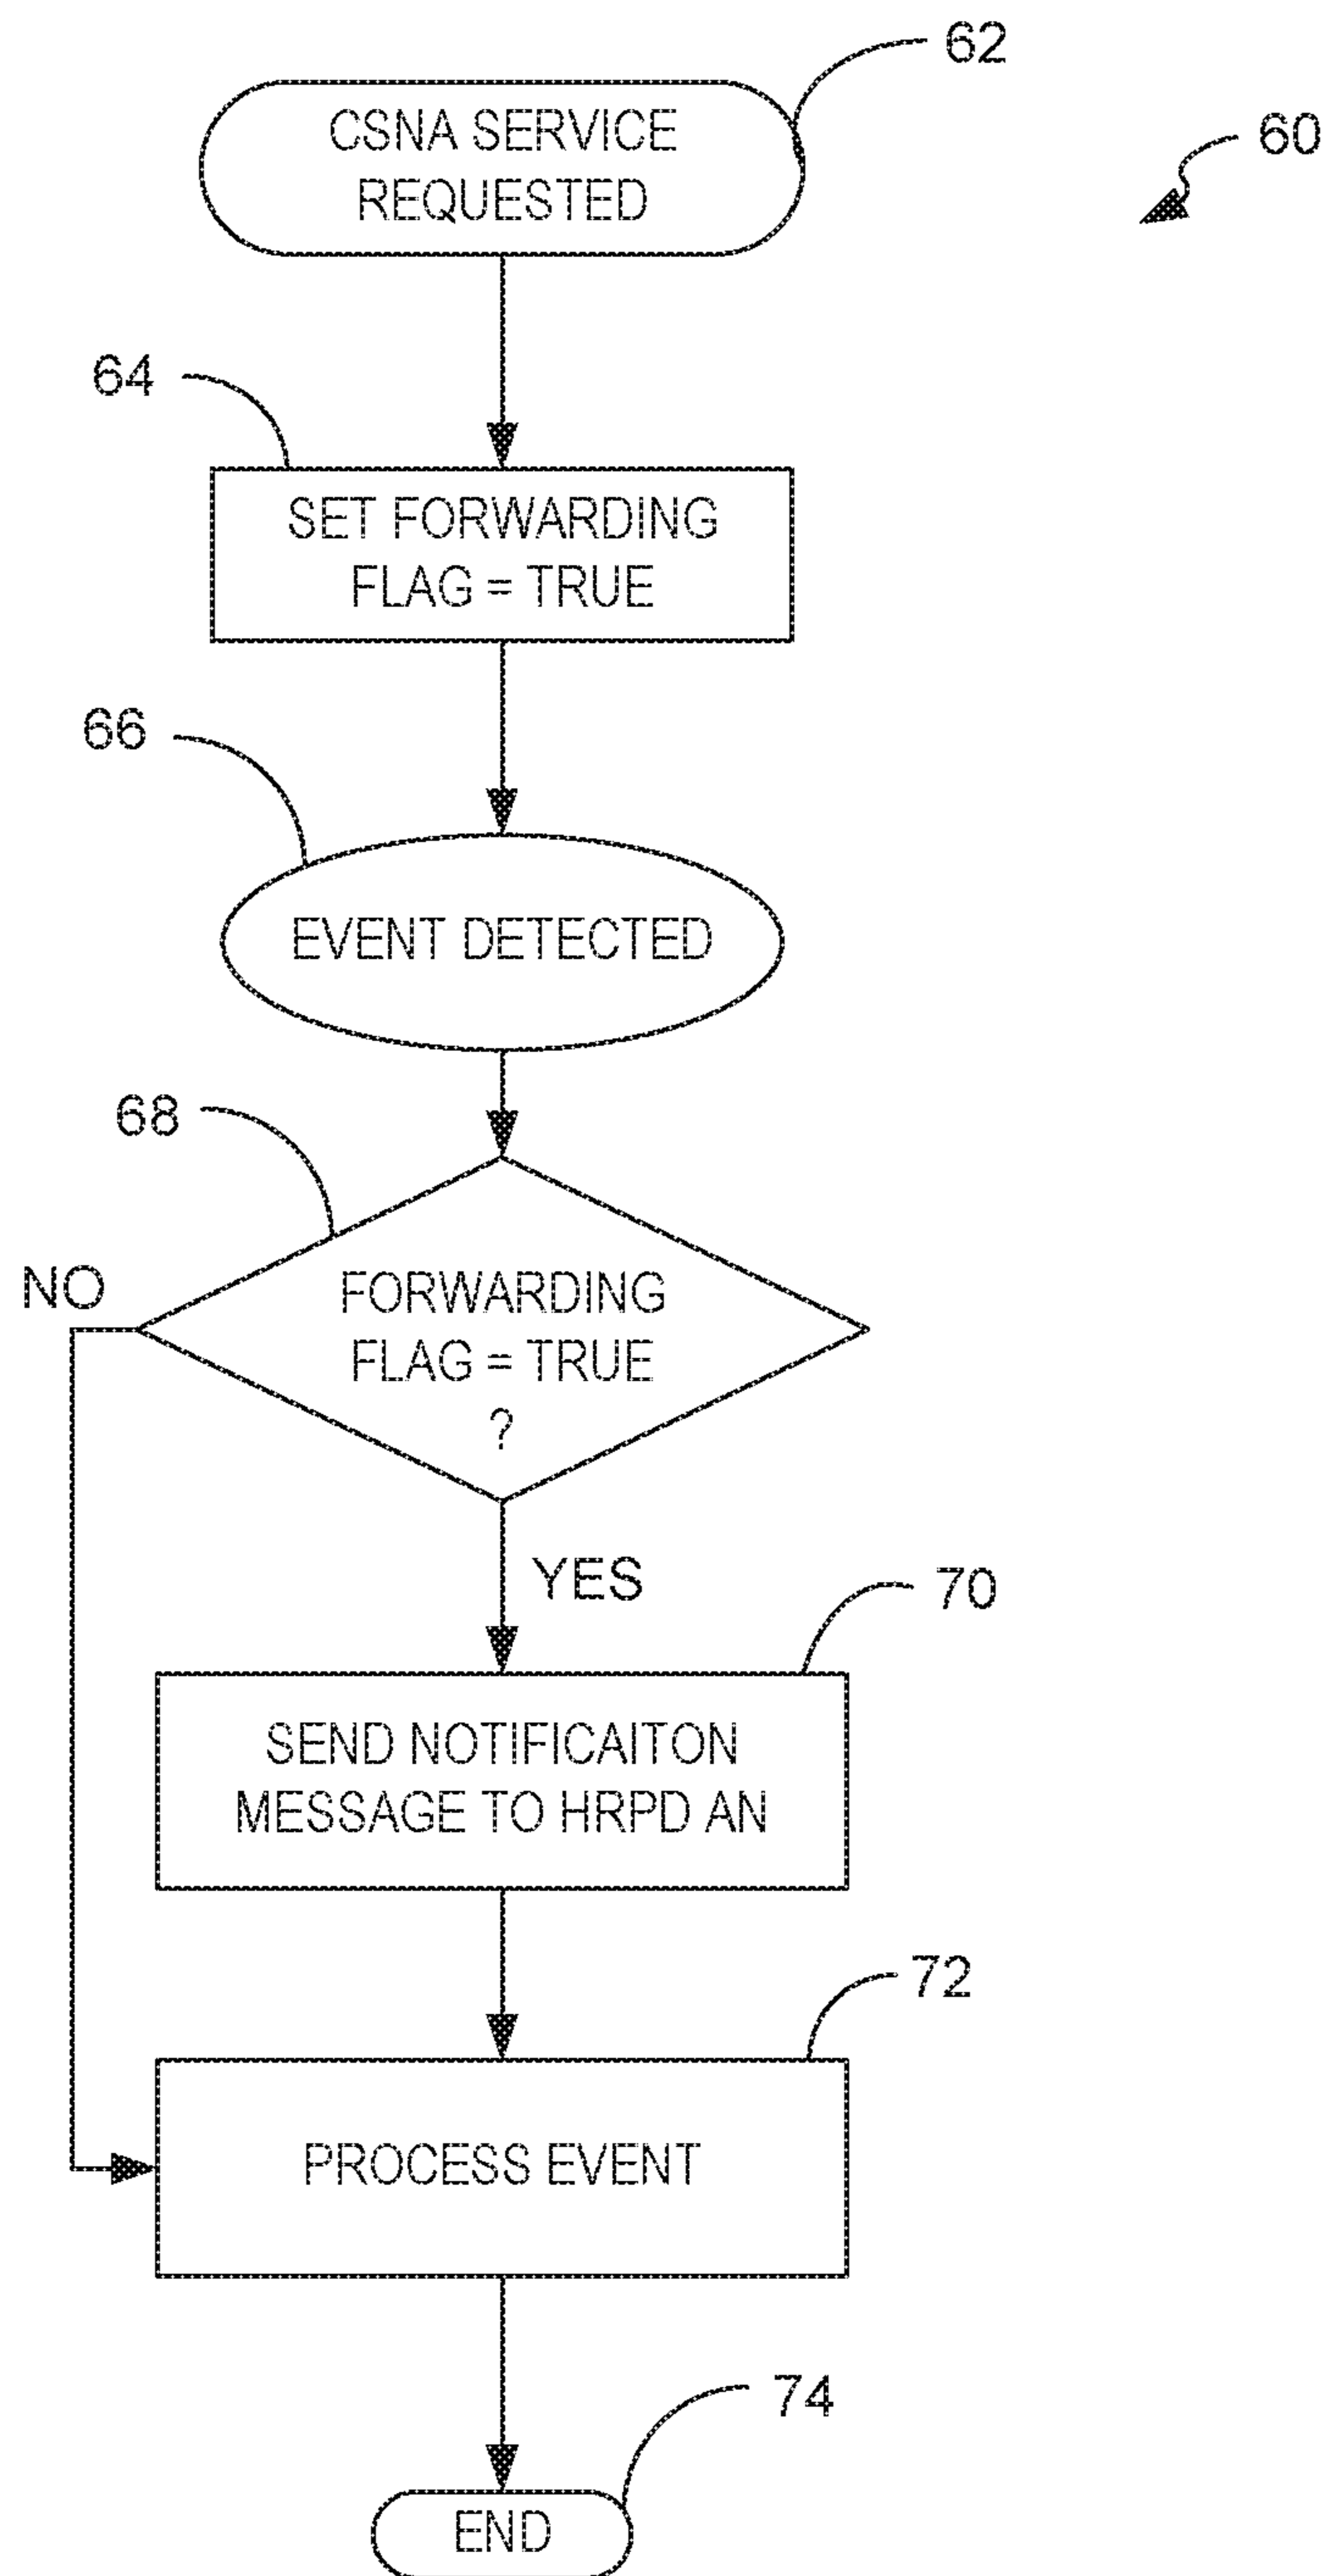 62
CSNA SERVICE
REQUESTED
60
64
SET FORWARDING
FLAG = TRUE
66
EVENT DETECTED
68
NO
FORWARDING
FLAG = TRUE
?
YES
70
SEND NOTIFICAITON
MESSAGE TO HRPD AN
72
PROCESS EVENT
74
END